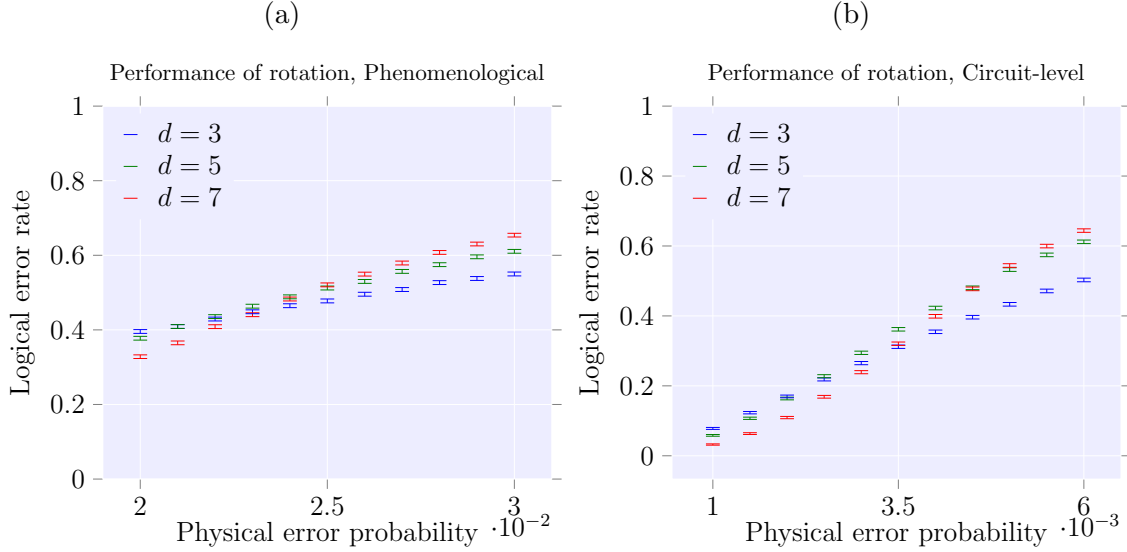 (a)
Performance of rotation, Phenomenological
1
0.8
0.6
0.4
0.2
0
Logical error rate
d = 3
d = 5
d = 7
2
2.5
3
Physical error probability
·10⁻²
(b)
Performance of rotation, Circuit-level
1
0.8
0.6
0.4
0.2
0
Logical error rate
d = 3
d = 5
d = 7
1
3.5
6
Physical error probability
·10⁻³